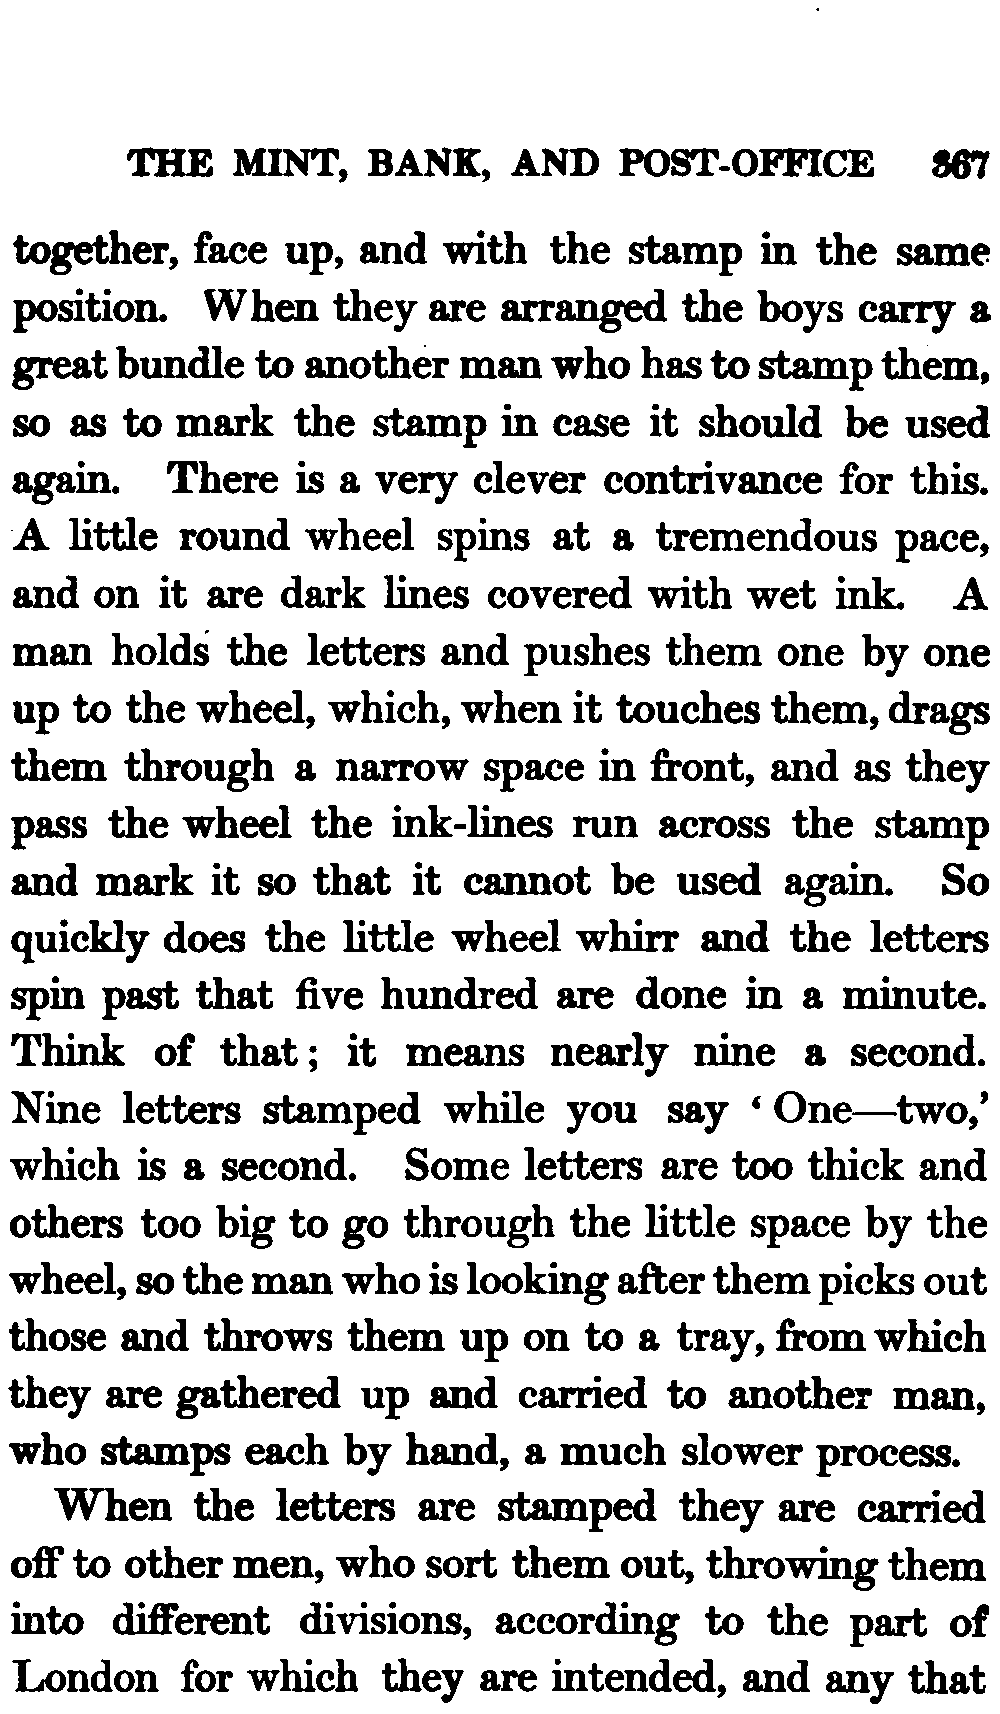 THE MINT, BANK, AND POST-OFFICE 367
together, face up, and with the stamp in the same
position. When they are arranged the boys carry a
great bundle to another man who has to stamp them,
so as to mark the stamp in case it should be used
again. There is a very clever contrivance for this.
A little round wheel spins at a tremendous pace,
and on it are dark lines covered with wet ink. A
man holds the letters and pushes them one by one
up to the wheel, which, when it touches them, drags
them through a narrow space in front, and as they
pass the wheel the ink-lines run across the stamp
and mark it so that it cannot be used again. So
quickly does the little wheel whirr and the letters
spin past that five hundred are done in a minute.
Think of that; it means nearly nine a second.
Nine letters stamped while you say ‘One—two,’
which is a second. Some letters are too thick and
others too big to go through the little space by the
wheel, so the man who is looking after them picks out
those and throws them up on to a tray, from which
they are gathered up and carried to another man,
who stamps each by hand, a much slower process.
When the letters are stamped they are carried
off to other men, who sort them out, throwing them
into different divisions, according to the part of
London for which they are intended, and any that